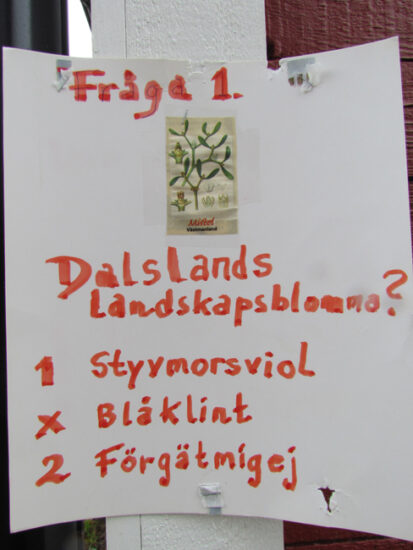 Fråga 1.
Mistel
Västmanland
Dalslands
Landskapsblomma?
1 Styvmorsviol
x Blåklint
2 Förgätmigej